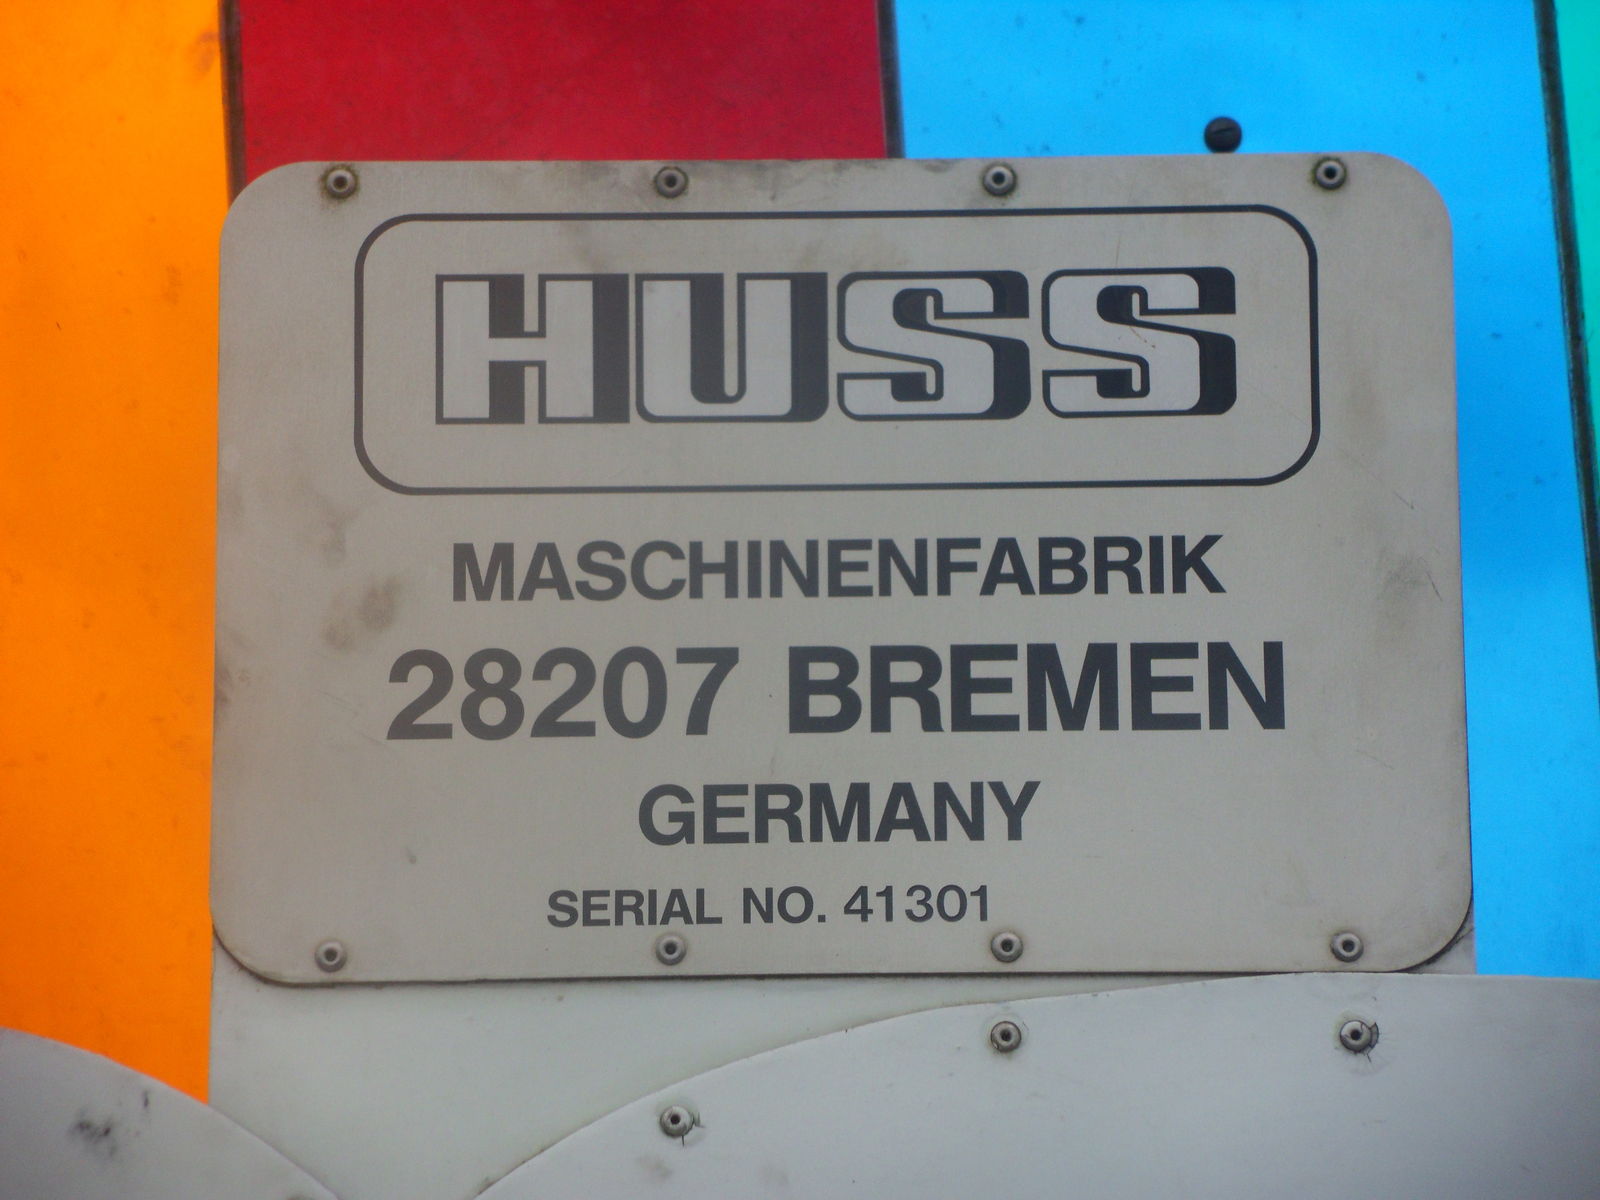 HUSS
MASCHINENFABRIK
28207 BREMEN
GERMANY
SERIAL NO. 41301